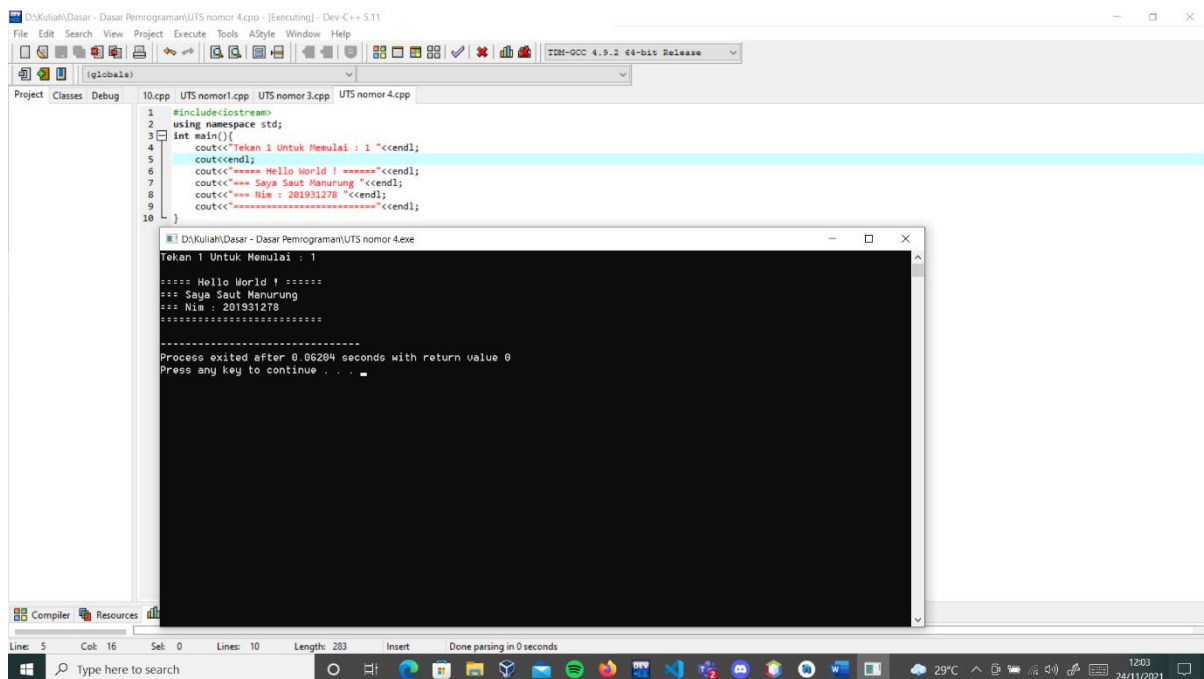 D:\Kuliah\Dasar - Dasar Pemrograman\UTS nomor 4.cpp - [Executing] - Dev-C++ 5.11
File Edit Search View Project Execute Tools AStyle Window Help
TDM-GCC 4.9.2 64-bit Release
(globals)
Project Classes Debug 10.cpp UTS nomor1.cpp UTS nomor 3.cpp UTS nomor 4.cpp
1 #include<iostream>
2 using namespace std;
3 int main(){
4 cout<<"Tekan 1 Untuk Memulai : 1 "<<endl;
5 cout<<endl;
6 cout<<"===== Hello World ! ======"<<endl;
7 cout<<"=== Saya Saut Manurung "<<endl;
8 cout<<"=== Nim : 201931278 "<<endl;
9 cout<<"=========================="<<endl;
10 }
D:\Kuliah\Dasar - Dasar Pemrograman\UTS nomor 4.exe
Tekan 1 Untuk Memulai : 1
===== Hello World ! ======
=== Saya Saut Manurung
=== Nim : 201931278
==========================
--------------------------------
Process exited after 0.06204 seconds with return value 0
Press any key to continue . . .
Compiler Resources
Line: 5 Col: 16 Sel: 0 Lines: 10 Length: 283 Insert Done parsing in 0 seconds
Type here to search
DEV
29°C
12:03
24/11/2021